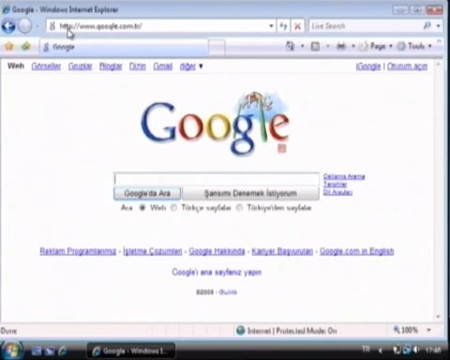 Google - Windows Internet Explorer
http://www.google.com.tr/
Live Search
Google
Page
Tools
Web Görseller Gruplar Bloglar Dizin Gmail diğer ▼
iGoogle | Oturum açın
Google
Gelişmiş Arama
Tercihler
Dil Araçları
Google'da Ara
Şansımı Denemek İstiyorum
Ara Web Türkçe sayfalar Türkiye'den sayfalar
Reklam Programlarımız - İşletme Çözümleri - Google Hakkında - Kariyer Başvuruları - Google.com in English
Google'ı ana sayfanız yapın
Done
Internet | Protected Mode: On
100%
Google - Windows I...
TR
17:46